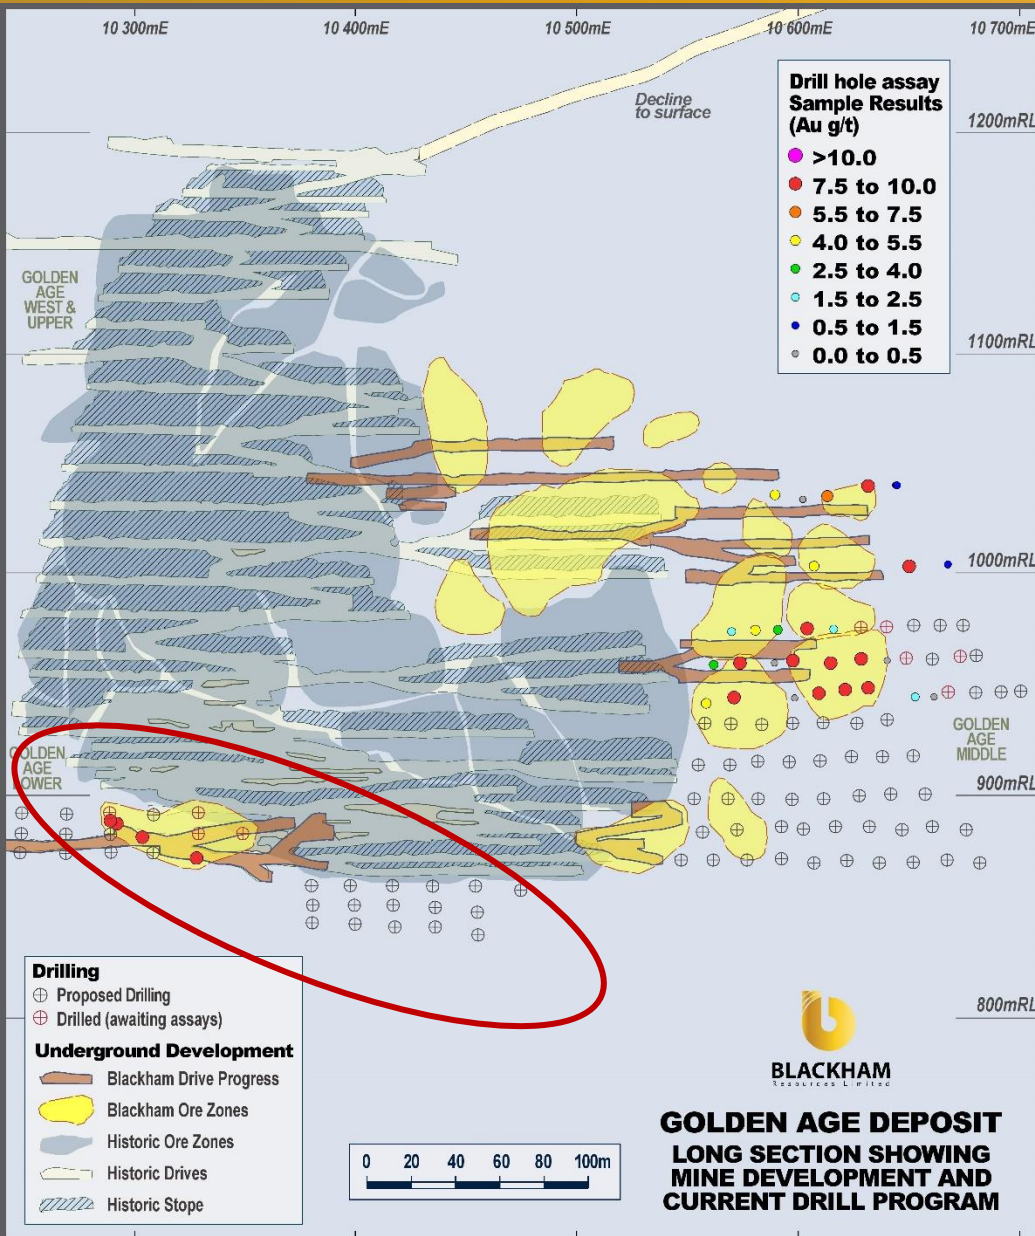 10 300mE
10 400mE
10 500mE
10 600mE
10 700mE
Decline
to surface
Drill hole assay
Sample Results
(Au g/t)
>10.0
7.5 to 10.0
5.5 to 7.5
4.0 to 5.5
2.5 to 4.0
1.5 to 2.5
0.5 to 1.5
0.0 to 0.5
1200mRL
GOLDEN
AGE
WEST &
UPPER
1100mRL
1000mRL
GOLDEN
AGE
MIDDLE
GOLDEN
AGE
LOWER
900mRL
Drilling
Proposed Drilling
Drilled (awaiting assays)
Underground Development
Blackham Drive Progress
Blackham Ore Zones
Historic Ore Zones
Historic Drives
Historic Stope
800mRL
0 20 40 60 80 100m
BLACKHAM
Resources Limited
GOLDEN AGE DEPOSIT
LONG SECTION SHOWING
MINE DEVELOPMENT AND
CURRENT DRILL PROGRAM